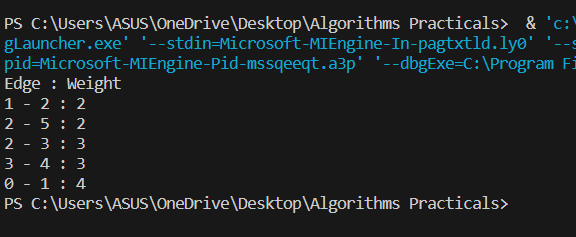 PS C:\Users\ASUS\OneDrive\Desktop\Algorithms Practicals>  & 'c:\
gLauncher.exe' '--stdin=Microsoft-MIEngine-In-pagtxtld.ly0' '--s
pid=Microsoft-MIEngine-Pid-mssqeeqt.a3p' '--dbgExe=C:\Program Fi
Edge : Weight
1 - 2 : 2
2 - 5 : 2
2 - 3 : 3
3 - 4 : 3
0 - 1 : 4
PS C:\Users\ASUS\OneDrive\Desktop\Algorithms Practicals>